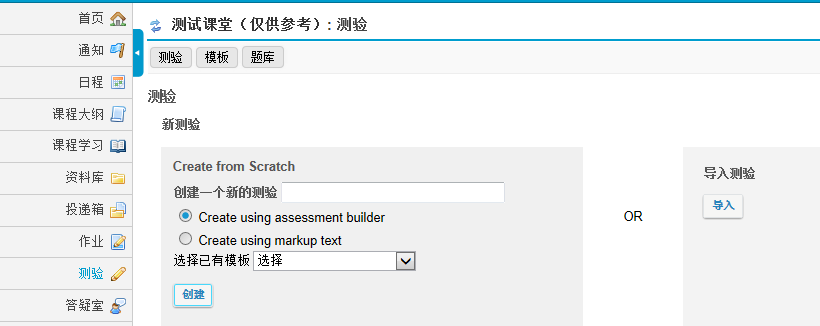 首页
通知
日程
课程大纲
课程学习
资料库
投递箱
作业
测验
答疑室
测试课堂（仅供参考）: 测验
测验 模板 题库
测验
新测验
Create from Scratch
创建一个新的测验
Create using assessment builder
Create using markup text
选择已有模板 选择
创建
OR
导入测验
导入